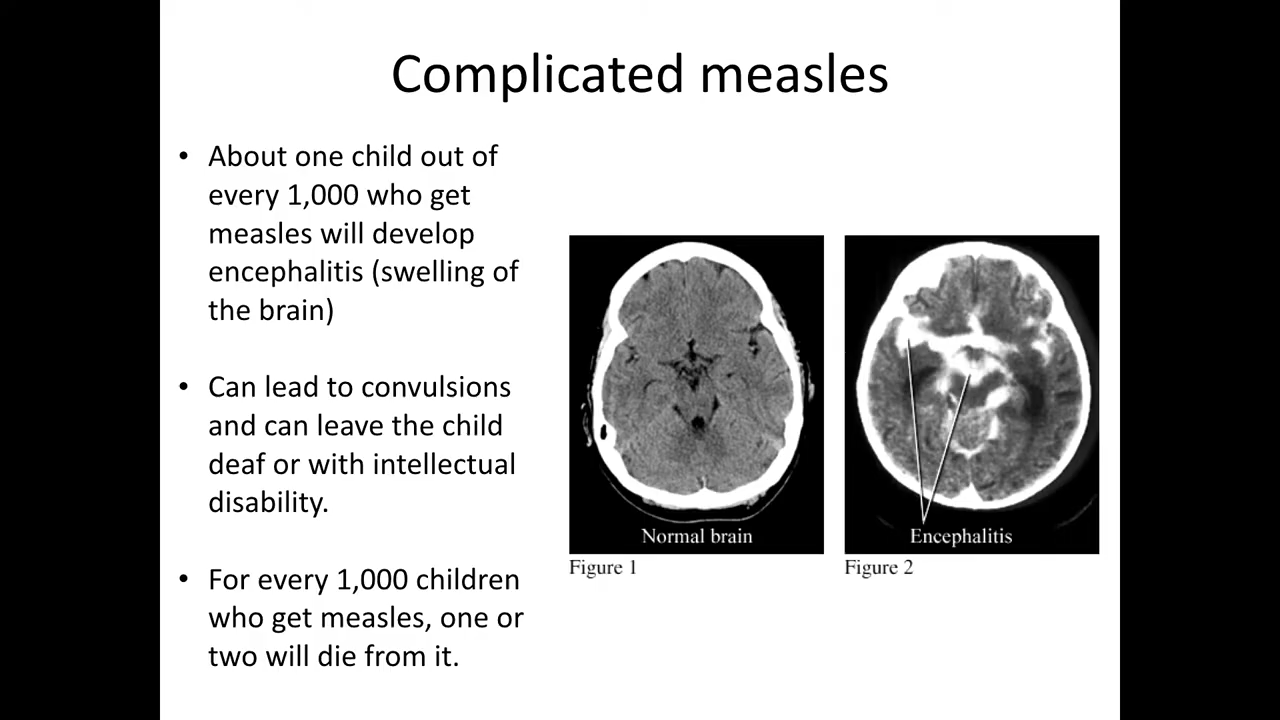 Complicated measles
• About one child out of
every 1,000 who get
measles will develop
encephalitis (swelling of
the brain)
• Can lead to convulsions
and can leave the child
deaf or with intellectual
disability.
• For every 1,000 children
who get measles, one or
two will die from it.
Normal brain
Figure 1
Encephalitis
Figure 2